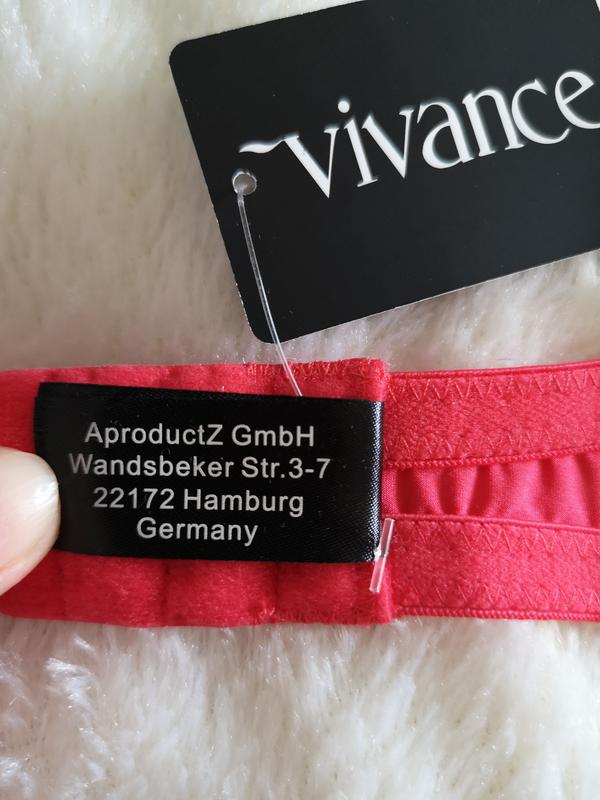 vivance
AproductZ GmbH
Wandsbeker Str.3-7
22172 Hamburg
Germany